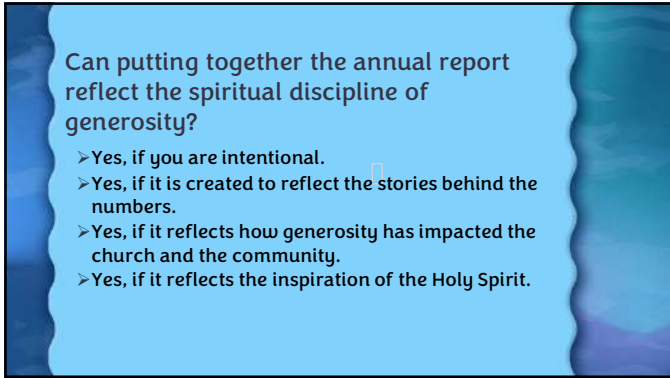 Can putting together the annual report
reflect the spiritual discipline of
generosity?
➢Yes, if you are intentional.
➢Yes, if it is created to reflect the stories behind the
numbers.
➢Yes, if it reflects how generosity has impacted the
church and the community.
➢Yes, if it reflects the inspiration of the Holy Spirit.